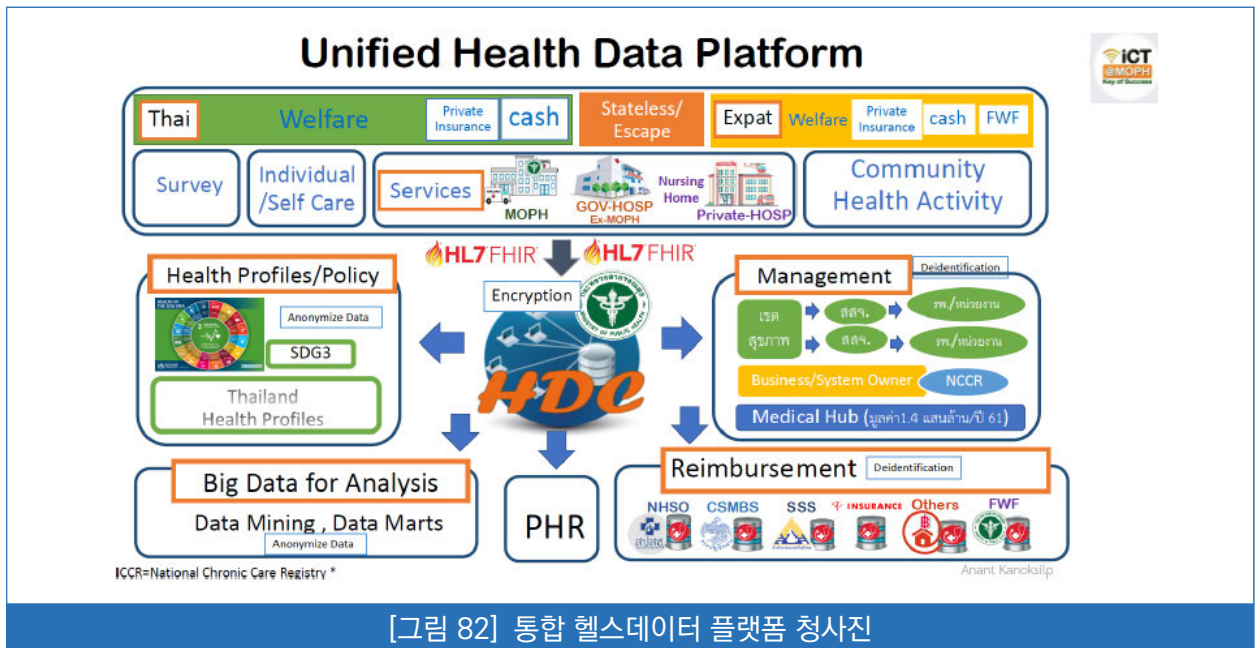 Unified Health Data Platform
iCT
@MOPH
Key of Success
Thai
Welfare
Private
Insurance
cash
Stateless/
Escape
Expat
Welfare
Private
Insurance
cash
FWF
Survey
Individual
/Self Care
Services
MOPH
GOV-HOSP
Ex-MOPH
Nursing
Home
Private-HOSP
Community
Health Activity
HL7 FHIR
HL7 FHIR
Health Profiles/Policy
Anonymize Data
SDG3
Thailand
Health Profiles
Encryption
HDC
Management
Deidentification
เขต
สุขภาพ
สสจ.
รพ./หน่วยงาน
สสจ.
รพ./หน่วยงาน
Business/System Owner
NCCR
Medical Hub (มูลค่า1.4 แสนล้าน/ปี 61)
Big Data for Analysis
Data Mining , Data Marts
Anonymize Data
PHR
Reimbursement
Deidentification
NHSO
CSMBS
SSS
INSURANCE
Others
FWF
สปสช
ICCR=National Chronic Care Registry *
Anant Kanoksilp
[그림 82] 통합 헬스데이터 플랫폼 청사진